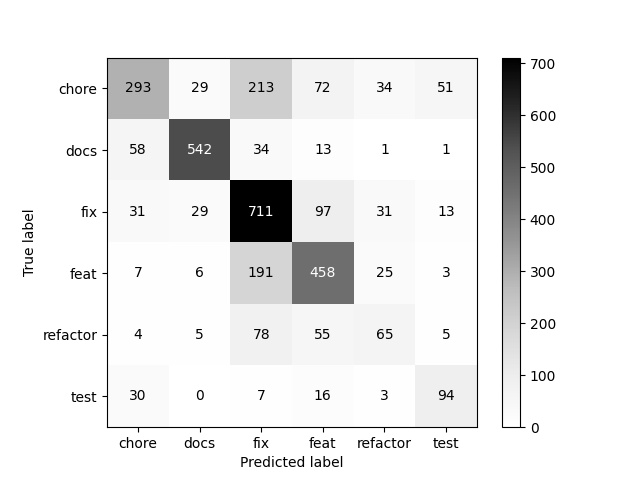 chore 293 29 213 72 34 51
docs 58 542 34 13 1 1
fix 31 29 711 97 31 13
feat 7 6 191 458 25 3
refactor 4 5 78 55 65 5
test 30 0 7 16 3 94
chore docs fix feat refactor test
Predicted label
True label
700
600
500
400
300
200
100
0